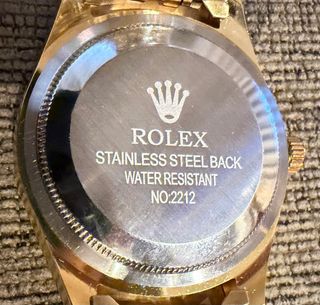 ROLEX
STAINLESS STEEL BACK
WATER RESISTANT
NO:2212